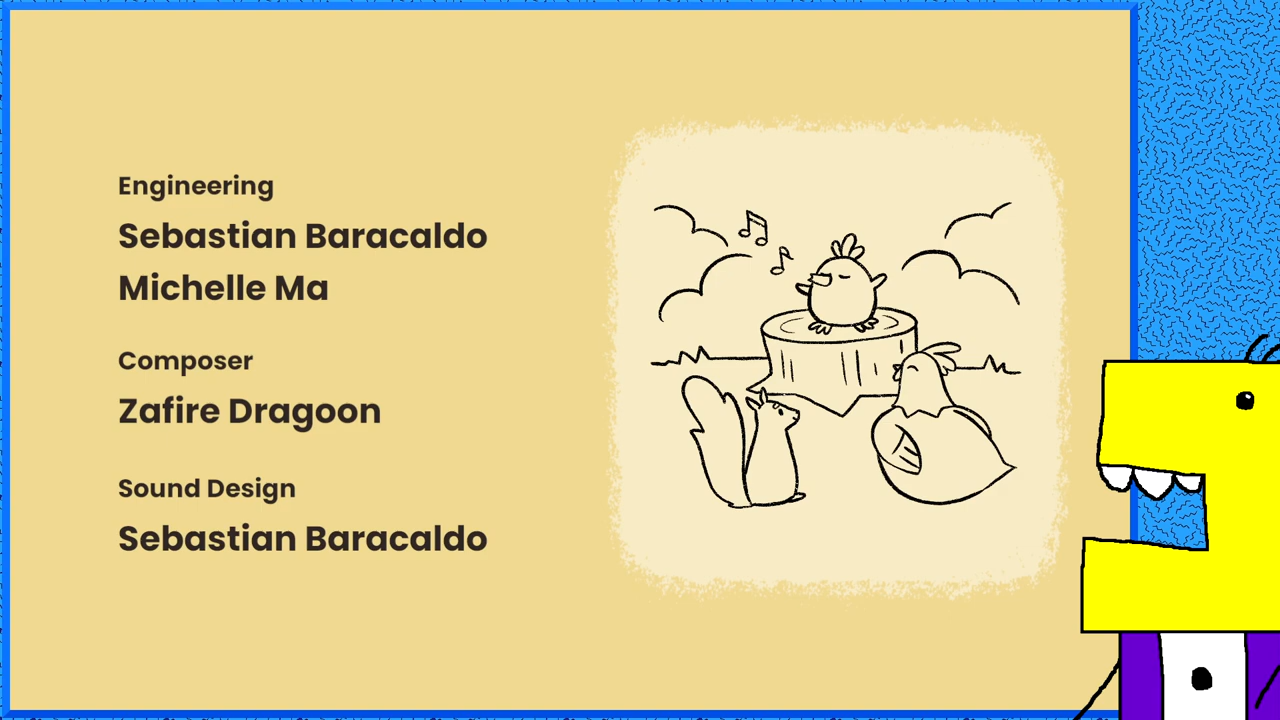 Engineering
Sebastian Baracaldo
Michelle Ma
Composer
Zafire Dragoon
Sound Design
Sebastian Baracaldo